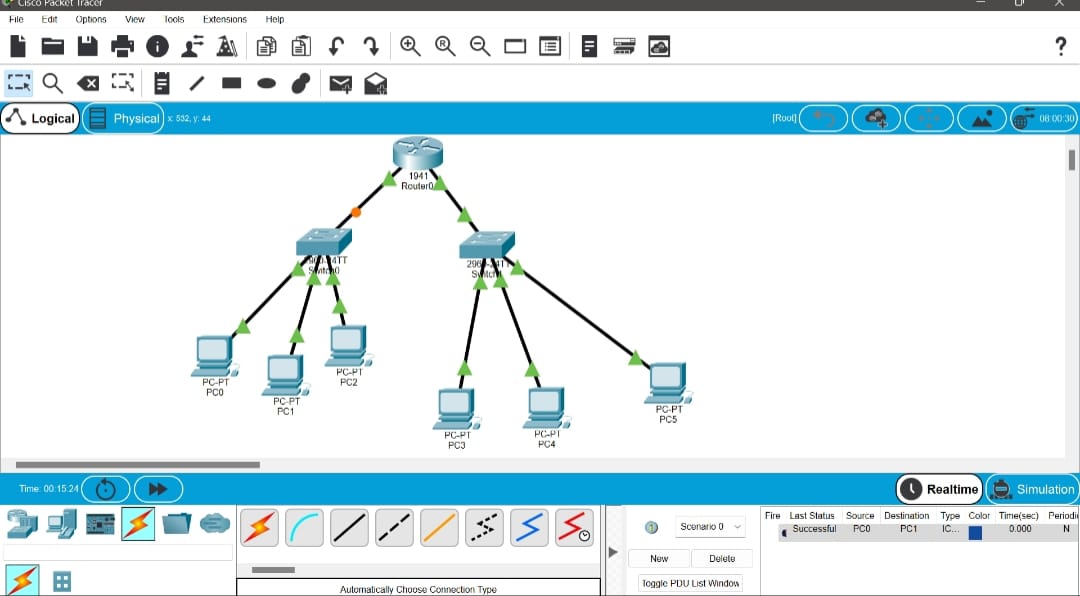 Cisco Packet Tracer
File Edit Options View Tools Extensions Help
Logical Physical x: 532, y: 44 [Root] 08:00:30
1941
Router0
2960-24TT
Switch0
2960-24TT
Switch1
PC-PT
PC0
PC-PT
PC1
PC-PT
PC2
PC-PT
PC3
PC-PT
PC4
PC-PT
PC5
Time: 00:15:24 Realtime Simulation
Scenario 0
New Delete
Toggle PDU List Window
Fire Last Status Source Destination Type Color Time(sec) Periodi
Successful PC0 PC1 IC... 0.000 N
Automatically Choose Connection Type